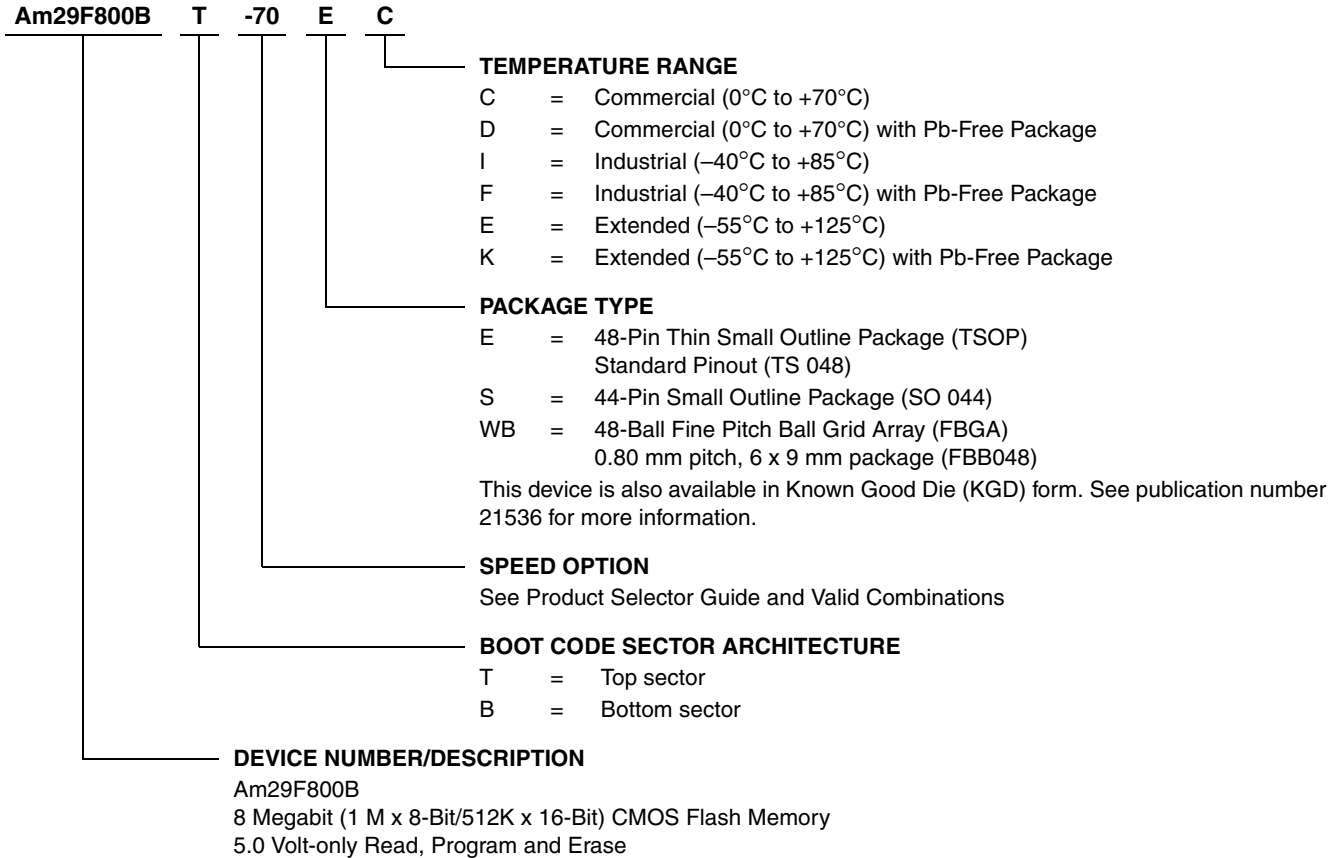 Am29F800B T -70 E C
TEMPERATURE RANGE
C = Commercial (0°C to +70°C)
D = Commercial (0°C to +70°C) with Pb-Free Package
I = Industrial (–40°C to +85°C)
F = Industrial (–40°C to +85°C) with Pb-Free Package
E = Extended (–55°C to +125°C)
K = Extended (–55°C to +125°C) with Pb-Free Package
PACKAGE TYPE
E = 48-Pin Thin Small Outline Package (TSOP)
Standard Pinout (TS 048)
S = 44-Pin Small Outline Package (SO 044)
WB = 48-Ball Fine Pitch Ball Grid Array (FBGA)
0.80 mm pitch, 6 x 9 mm package (FBB048)
This device is also available in Known Good Die (KGD) form. See publication number
21536 for more information.
SPEED OPTION
See Product Selector Guide and Valid Combinations
BOOT CODE SECTOR ARCHITECTURE
T = Top sector
B = Bottom sector
DEVICE NUMBER/DESCRIPTION
Am29F800B
8 Megabit (1 M x 8-Bit/512K x 16-Bit) CMOS Flash Memory
5.0 Volt-only Read, Program and Erase